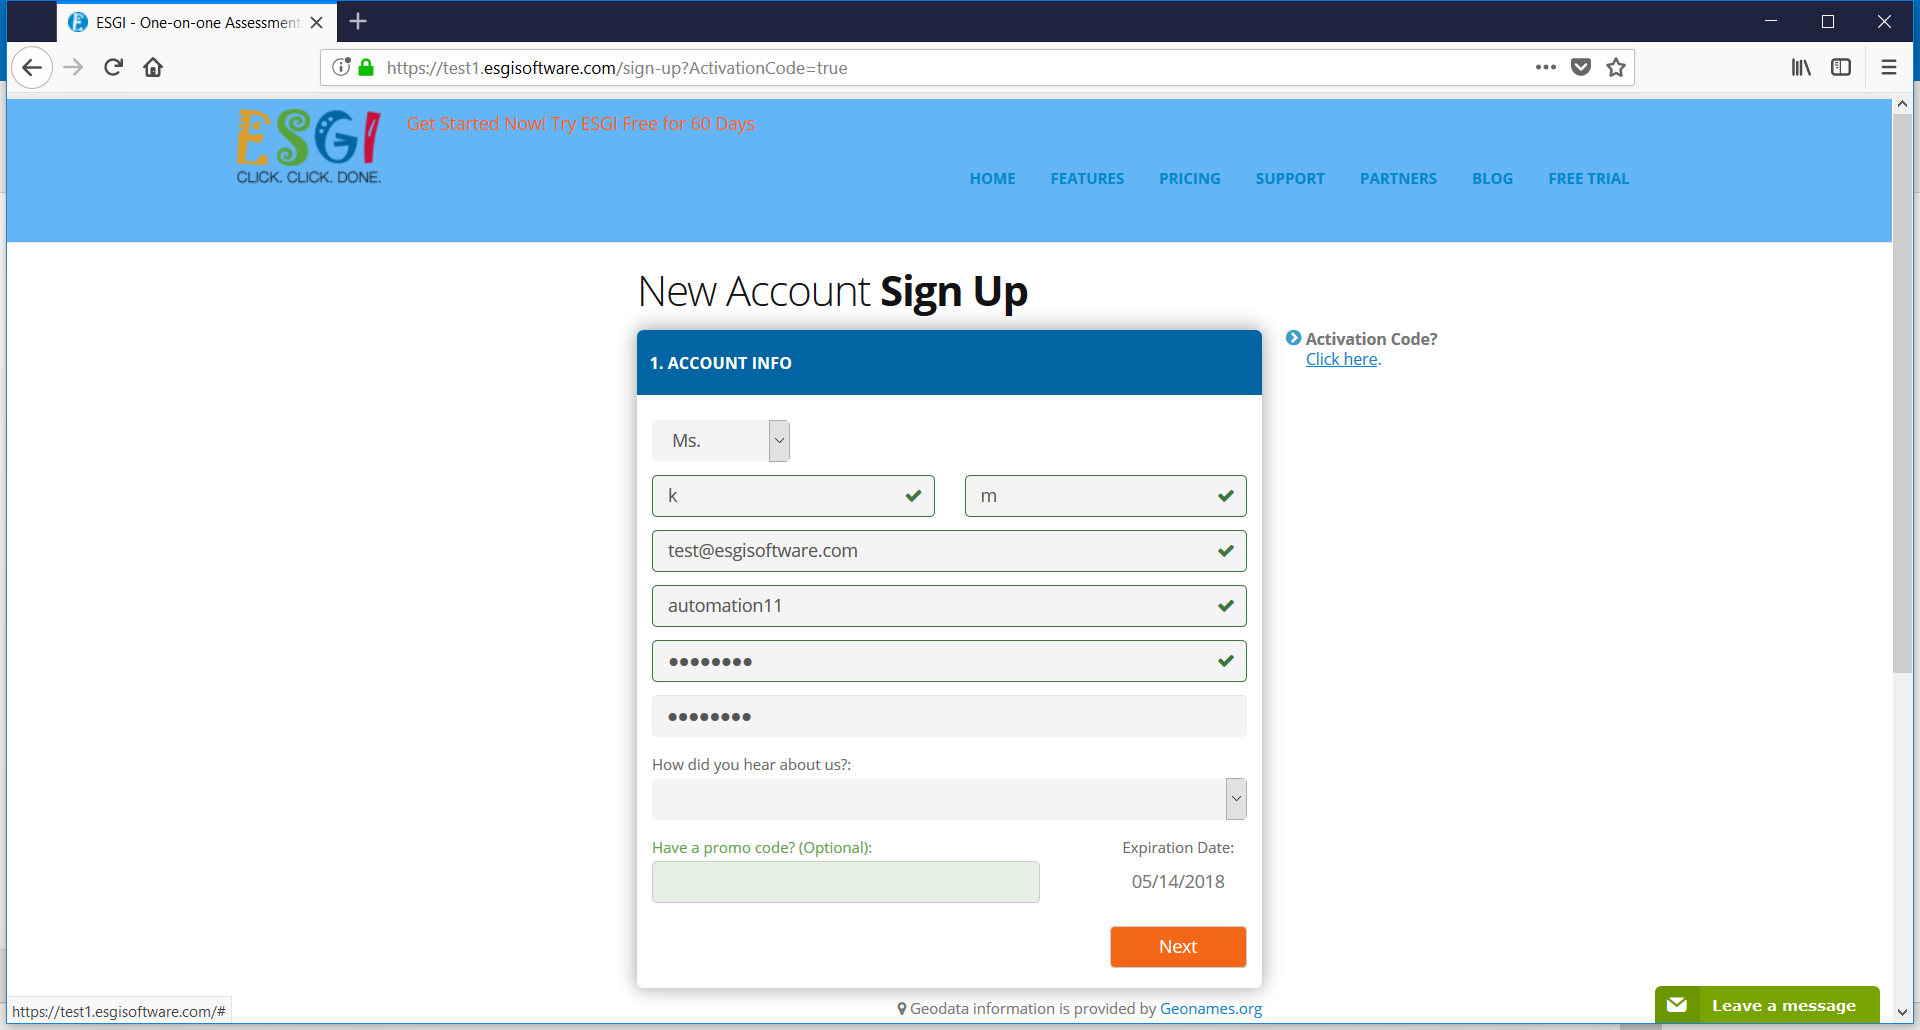 ESGI - One-on-one Assessment
https://test1.esgisoftware.com/sign-up?ActivationCode=true
ESGI
CLICK. CLICK. DONE.
Get Started Now! Try ESGI Free for 60 Days
HOME FEATURES PRICING SUPPORT PARTNERS BLOG FREE TRIAL
New Account Sign Up
1. ACCOUNT INFO
Activation Code?
Click here.
Ms.
k m
test@esgisoftware.com
automation11
●●●●●●●●
●●●●●●●●
How did you hear about us?:
Have a promo code? (Optional): Expiration Date:
05/14/2018
Next
Geodata information is provided by Geonames.org
https://test1.esgisoftware.com/#
Leave a message